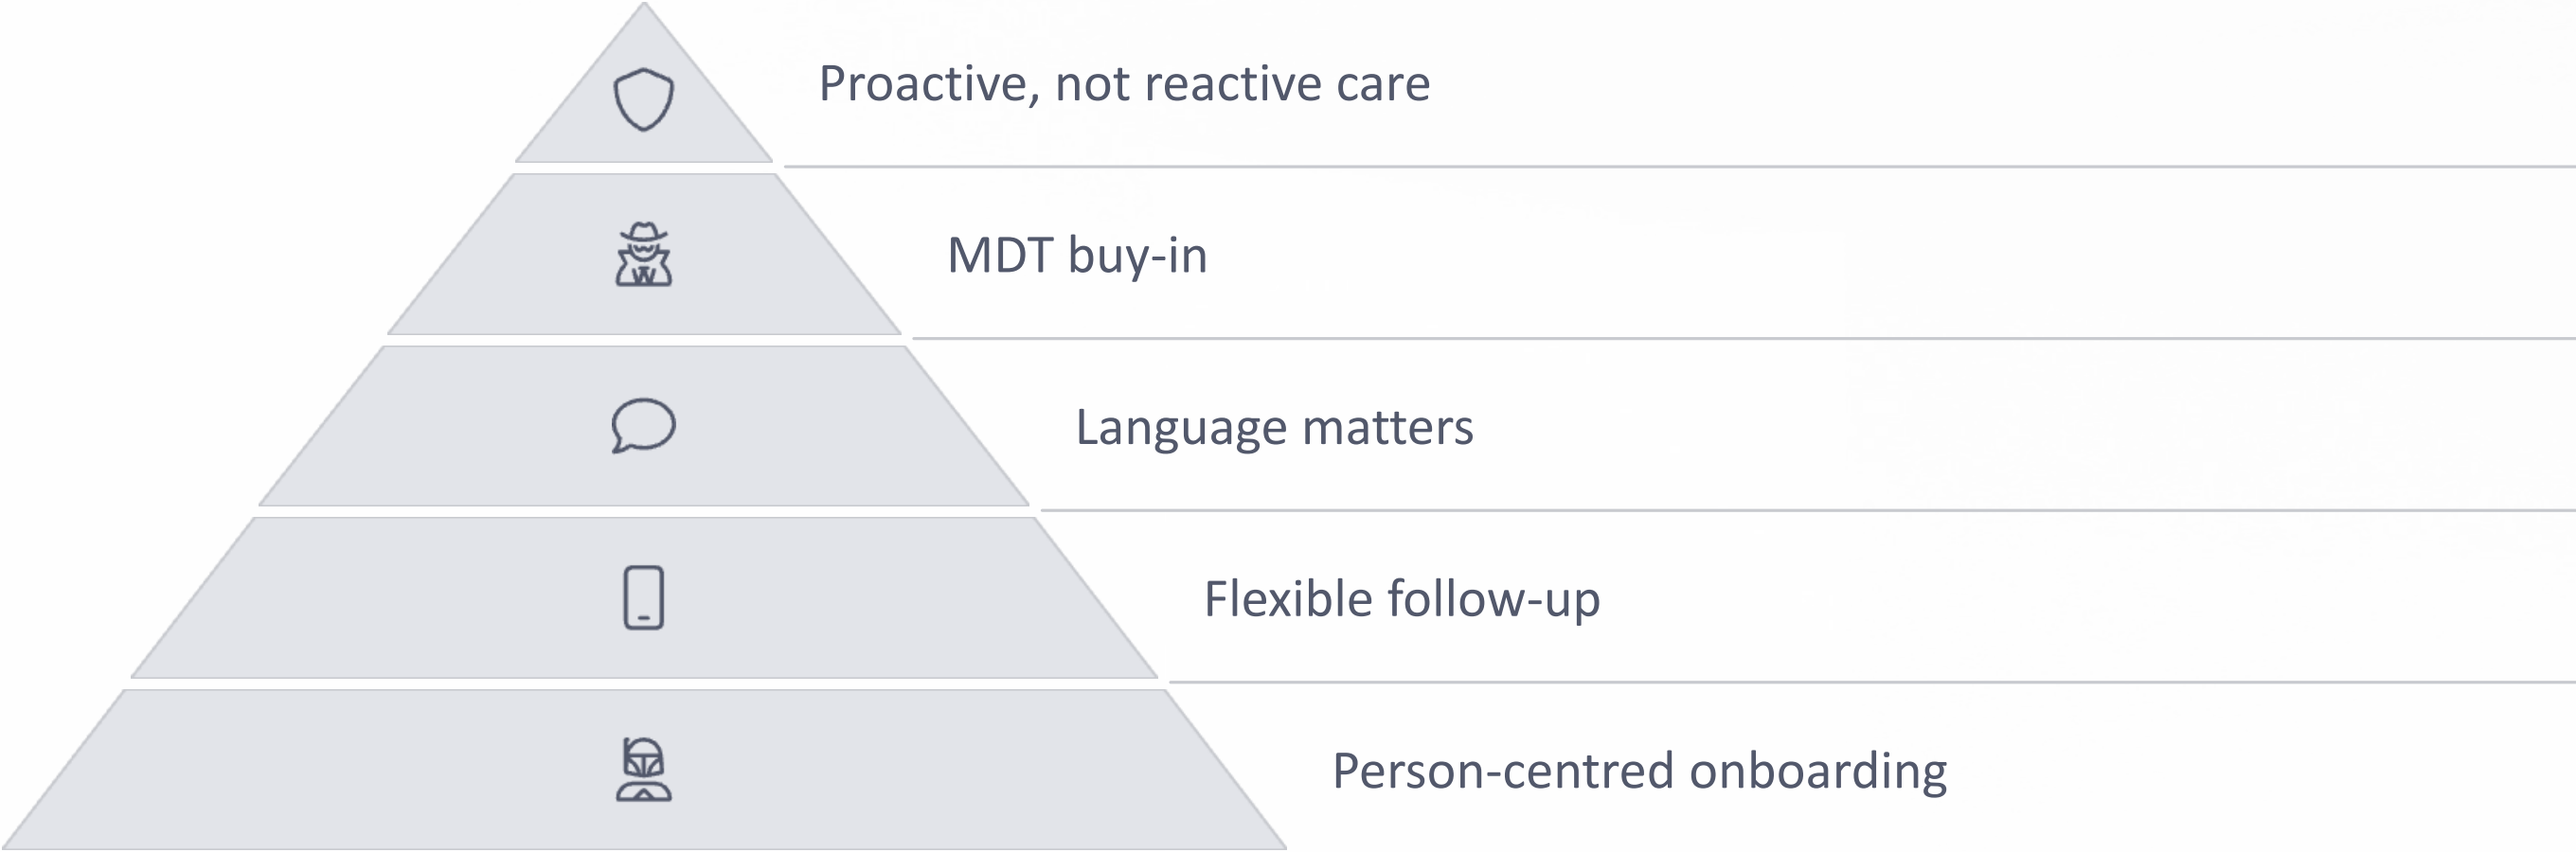 Proactive, not reactive care
MDT buy-in
Language matters
Flexible follow-up
Person-centred onboarding